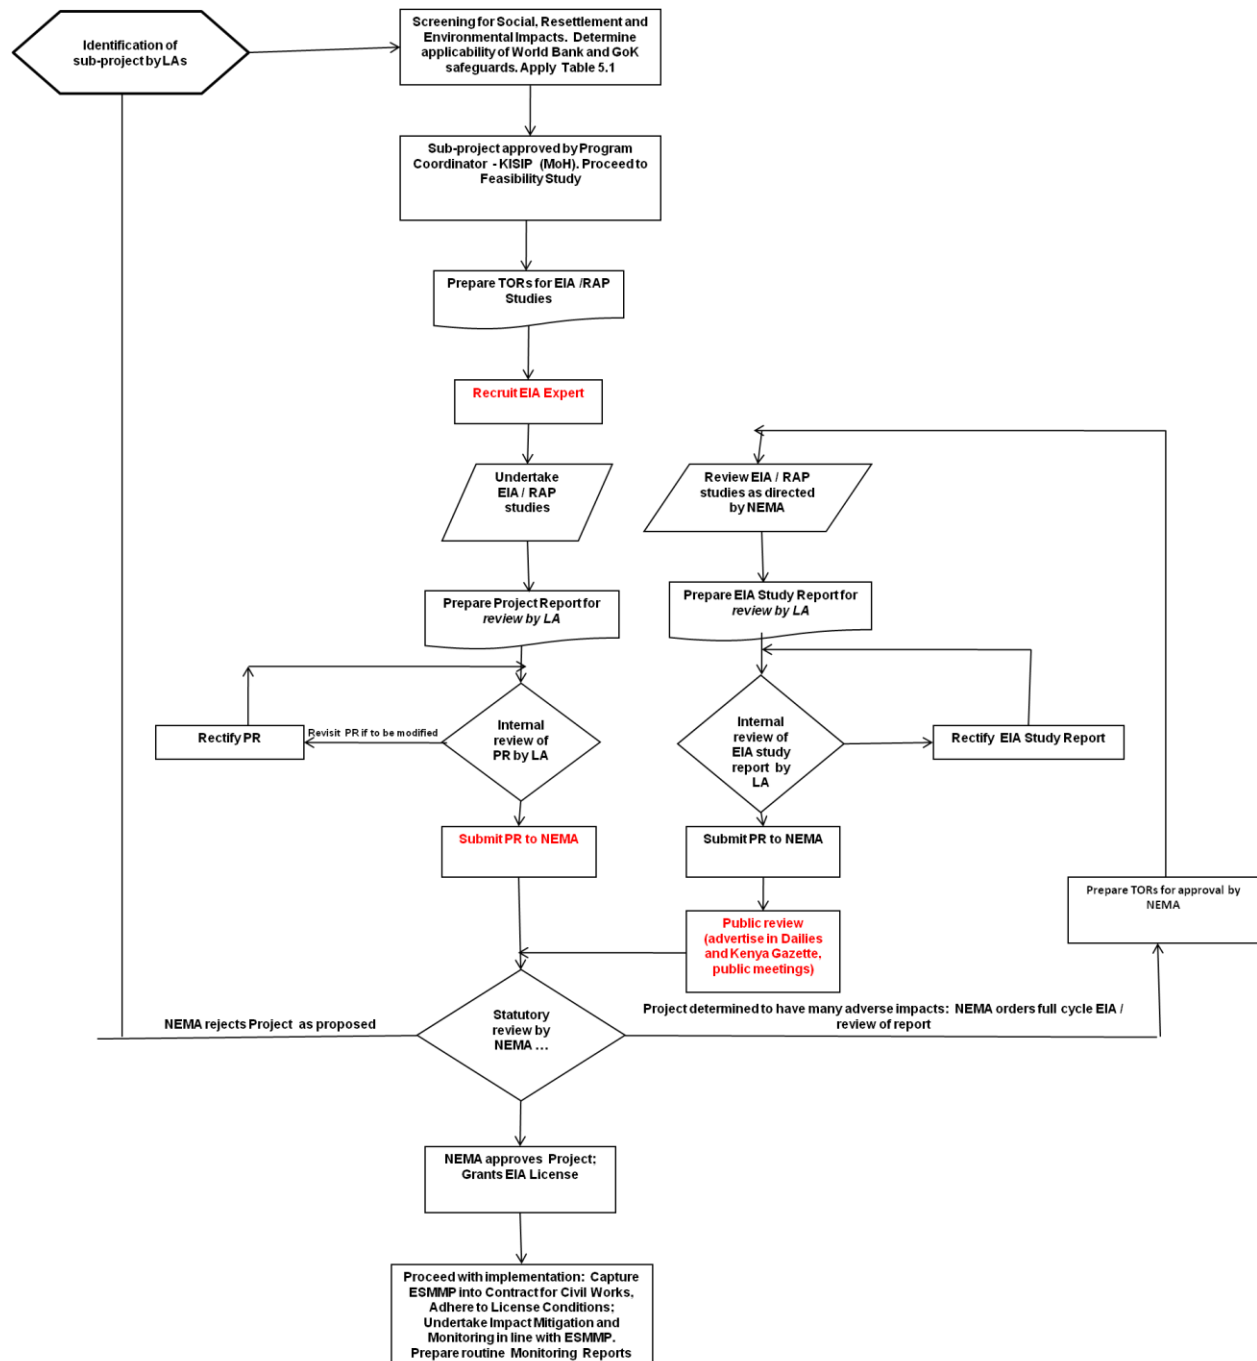 Identification of
sub-project by LAs
Screening for Social, Resettlement and
Environmental Impacts. Determine
applicability of World Bank and GoK
safeguards. Apply Table 5.1
Sub-project approved by Program
Coordinator - KISIP (MoH). Proceed to
Feasibility Study
Prepare TORs for EIA /RAP
Studies
Recruit EIA Expert
Undertake
EIA / RAP
studies
Review EIA / RAP
studies as directed
by NEMA
Prepare Project Report for
review by LA
Prepare EIA Study Report for
review by LA
Rectify PR
Revisit PR if to be modified
Internal
review of
PR by LA
Internal
review of
EIA study
report by
LA
Rectify EIA Study Report
Submit PR to NEMA
Submit PR to NEMA
Prepare TORs for approval by
NEMA
Public review
(advertise in Dailies
and Kenya Gazette,
public meetings)
NEMA rejects Project as proposed
Statutory
review by
NEMA ...
Project determined to have many adverse impacts: NEMA orders full cycle EIA /
review of report
NEMA approves Project;
Grants EIA License
Proceed with implementation: Capture
ESMMP into Contract for Civil Works,
Adhere to License Conditions;
Undertake Impact Mitigation and
Monitoring in line with ESMMP.
Prepare routine Monitoring Reports